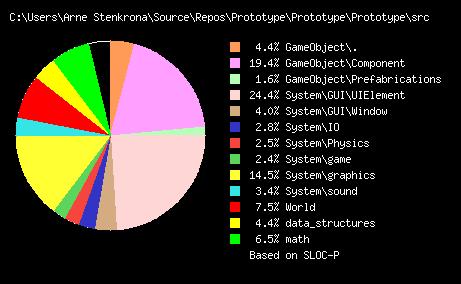 C:\Users\Arne Stenkrona\Source\Repos\Prototype\Prototype\Prototype\src
4.4% GameObject\.
19.4% GameObject\Component
1.6% GameObject\Prefabrications
24.4% System\GUI\UIElement
4.0% System\GUI\Window
2.8% System\IO
2.5% System\Physics
2.4% System\game
14.5% System\graphics
3.4% System\sound
7.5% World
4.4% data_structures
6.5% math
Based on SLOC-P